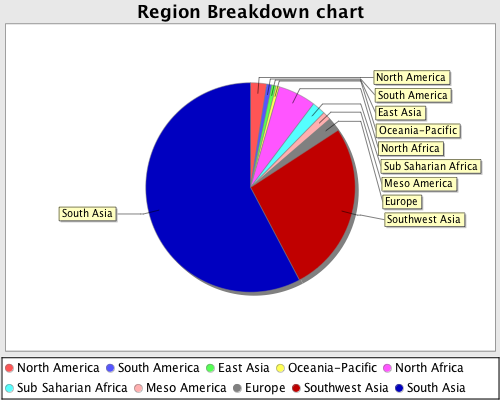 Region Breakdown chart
North America
South America
East Asia
Oceania-Pacific
North Africa
Sub Saharian Africa
Meso America
Europe
South Asia
Southwest Asia
North America South America East Asia Oceania-Pacific North Africa
Sub Saharian Africa Meso America Europe Southwest Asia South Asia